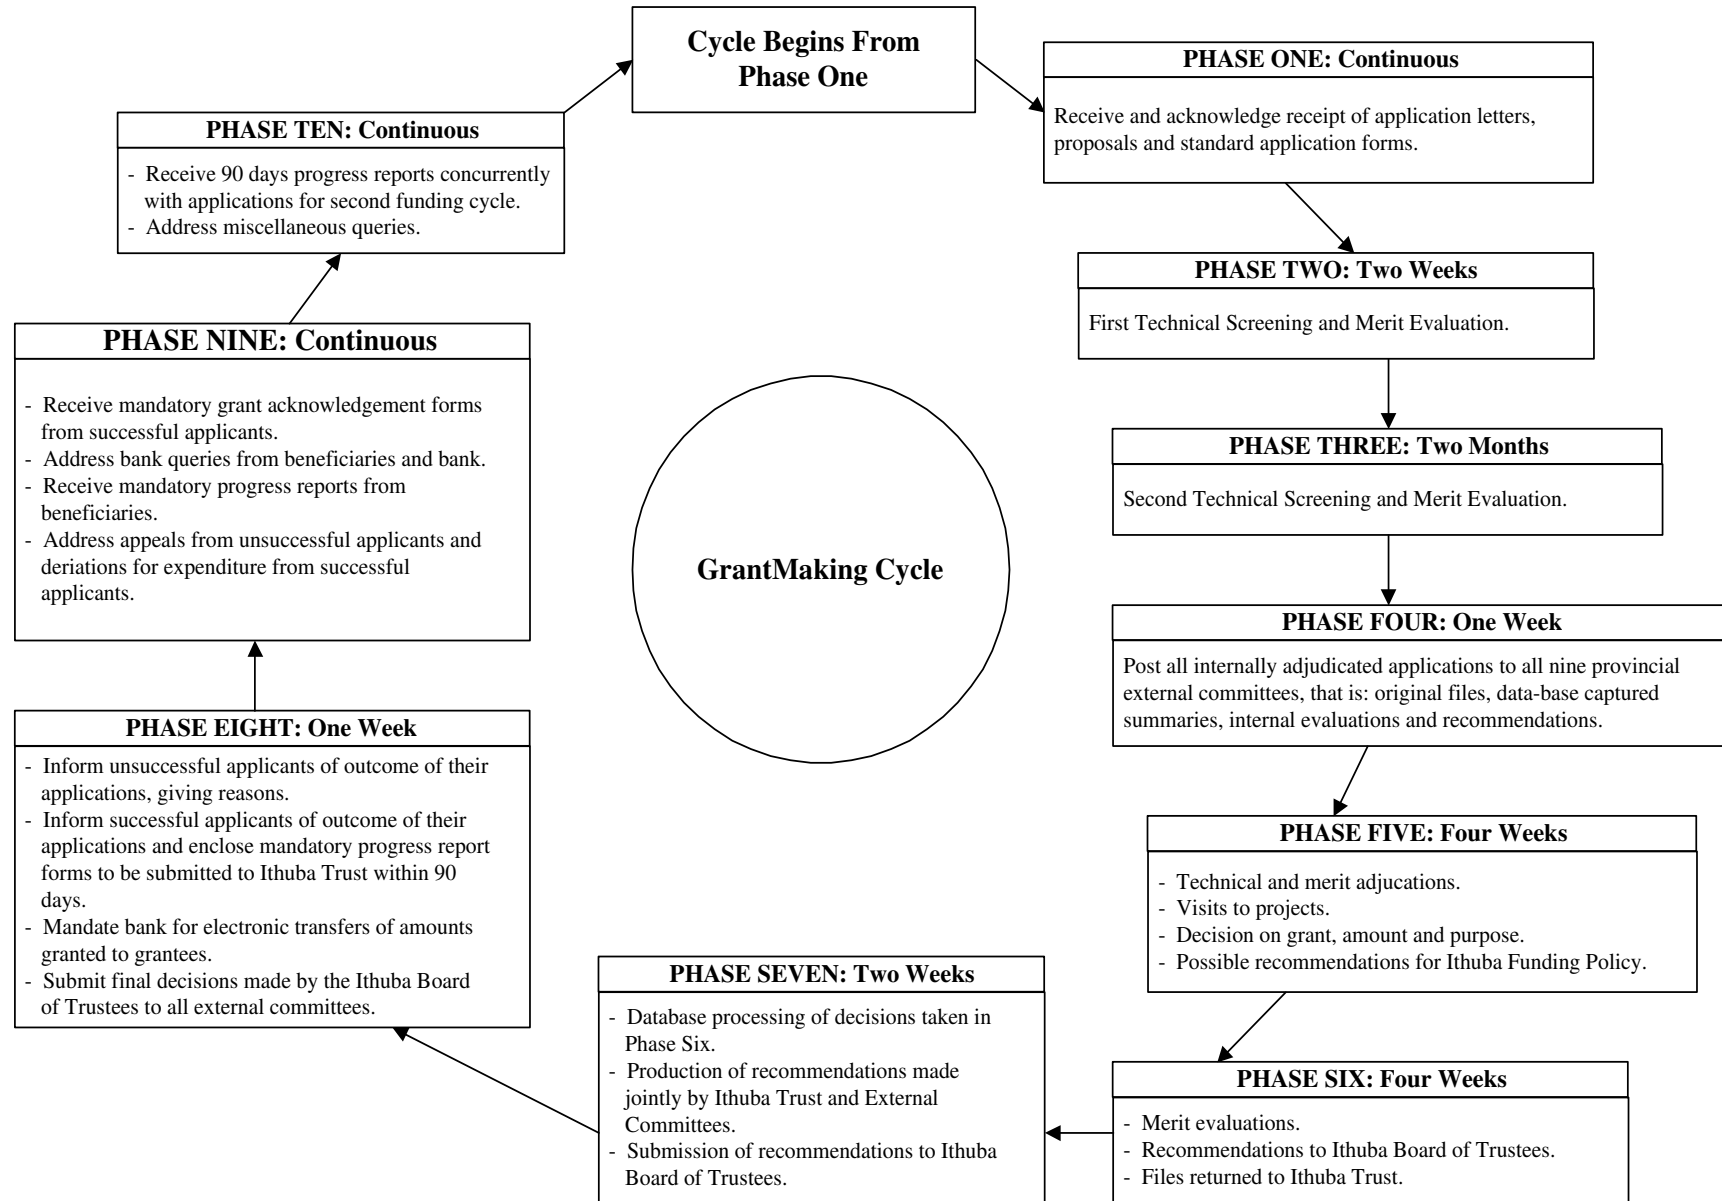 Cycle Begins From
Phase One
PHASE ONE: Continuous
Receive and acknowledge receipt of application letters,
proposals and standard application forms.
PHASE TWO: Two Weeks
First Technical Screening and Merit Evaluation.
PHASE THREE: Two Months
Second Technical Screening and Merit Evaluation.
PHASE FOUR: One Week
Post all internally adjudicated applications to all nine provincial
external committees, that is: original files, data-base captured
summaries, internal evaluations and recommendations.
PHASE FIVE: Four Weeks
- Technical and merit adjucations.
- Visits to projects.
- Decision on grant, amount and purpose.
- Possible recommendations for Ithuba Funding Policy.
PHASE SIX: Four Weeks
- Merit evaluations.
- Recommendations to Ithuba Board of Trustees.
- Files returned to Ithuba Trust.
PHASE SEVEN: Two Weeks
- Database processing of decisions taken in
Phase Six.
- Production of recommendations made
jointly by Ithuba Trust and External
Committees.
- Submission of recommendations to Ithuba
Board of Trustees.
PHASE EIGHT: One Week
- Inform unsuccessful applicants of outcome of their
applications, giving reasons.
- Inform successful applicants of outcome of their
applications and enclose mandatory progress report
forms to be submitted to Ithuba Trust within 90
days.
- Mandate bank for electronic transfers of amounts
granted to grantees.
- Submit final decisions made by the Ithuba Board
of Trustees to all external committees.
PHASE NINE: Continuous
- Receive mandatory grant acknowledgement forms
from successful applicants.
- Address bank queries from beneficiaries and bank.
- Receive mandatory progress reports from
beneficiaries.
- Address appeals from unsuccessful applicants and
deriations for expenditure from successful
applicants.
PHASE TEN: Continuous
- Receive 90 days progress reports concurrently
with applications for second funding cycle.
- Address miscellaneous queries.
GrantMaking Cycle